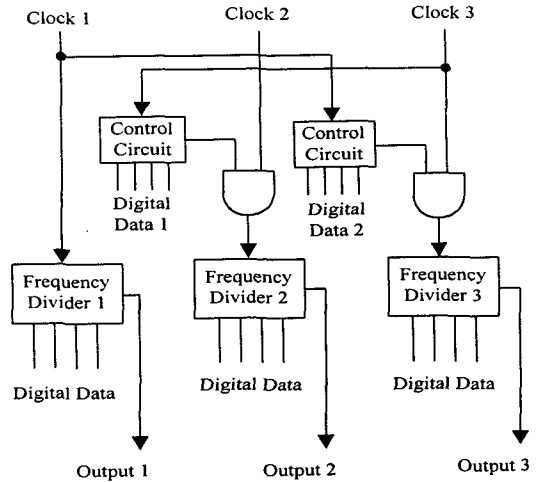 Clock 1
Clock 2
Clock 3
Control
Circuit
Control
Circuit
Digital
Data 1
Digital
Data 2
Frequency
Divider 1
Frequency
Divider 2
Frequency
Divider 3
Digital Data
Digital Data
Digital Data
Output 1
Output 2
Output 3